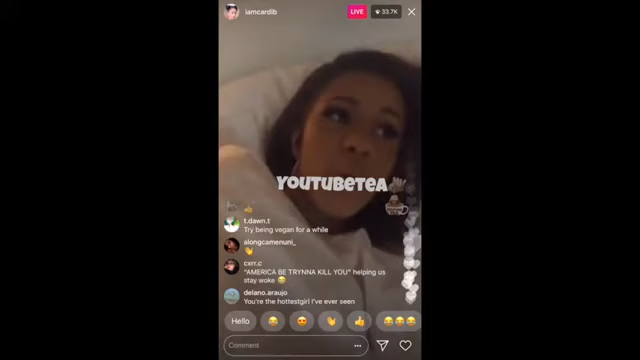 iamcardib
LIVE
33.7K
YOUTUBETEA
t.dawn.t
Try being vegan for a while
alongcamenuni_
cxrr.c
"AMERICA BE TRYNNA KILL YOU" helping us
stay woke 😂
delano.araujo
You're the hottestgirl I've ever seen
Hello
Comment